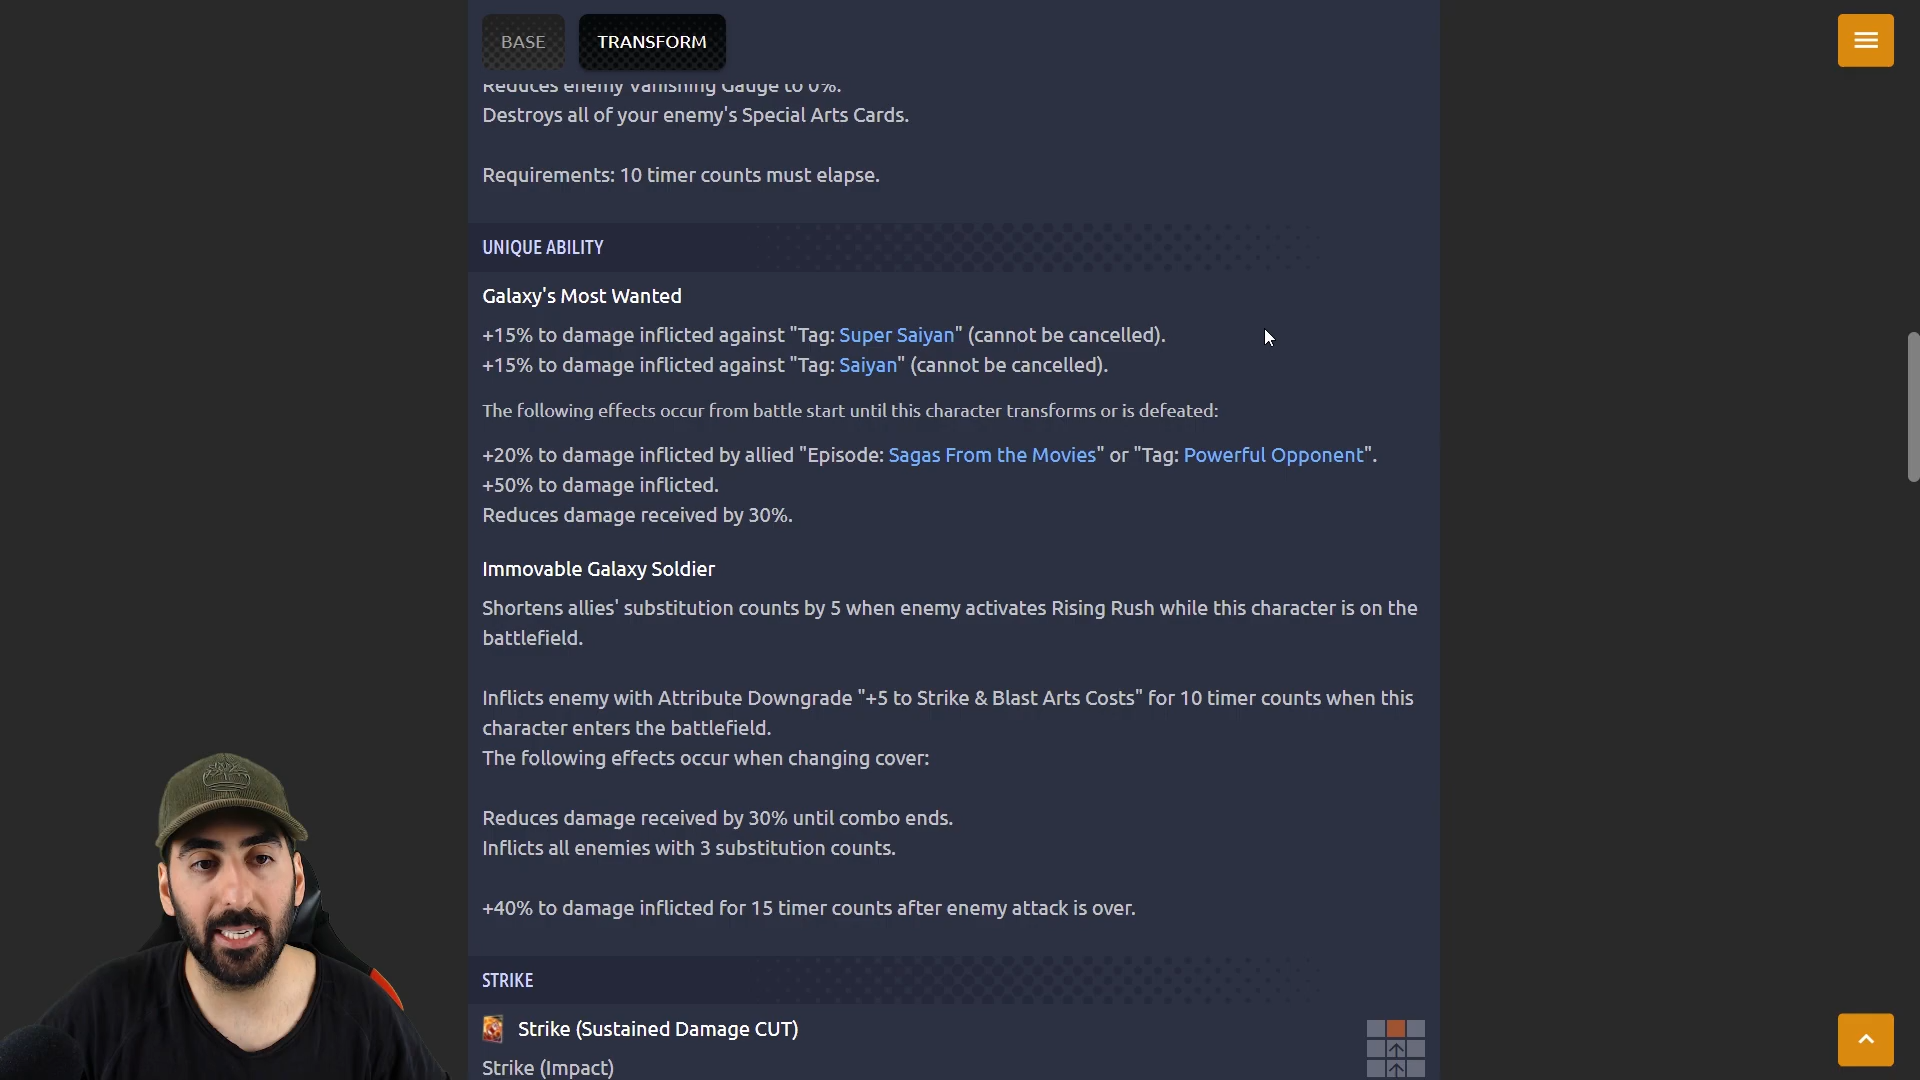 BASE
TRANSFORM
Reduces enemy Vanishing Gauge to 0%.
Destroys all of your enemy's Special Arts Cards.
Requirements: 10 timer counts must elapse.
UNIQUE ABILITY
Galaxy's Most Wanted
+15% to damage inflicted against "Tag: Super Saiyan" (cannot be cancelled).
+15% to damage inflicted against "Tag: Saiyan" (cannot be cancelled).
The following effects occur from battle start until this character transforms or is defeated:
+20% to damage inflicted by allied "Episode: Sagas From the Movies" or "Tag: Powerful Opponent".
+50% to damage inflicted.
Reduces damage received by 30%.
Immovable Galaxy Soldier
Shortens allies' substitution counts by 5 when enemy activates Rising Rush while this character is on the
battlefield.
Inflicts enemy with Attribute Downgrade "+5 to Strike & Blast Arts Costs" for 10 timer counts when this
character enters the battlefield.
The following effects occur when changing cover:
Reduces damage received by 30% until combo ends.
Inflicts all enemies with 3 substitution counts.
+40% to damage inflicted for 15 timer counts after enemy attack is over.
STRIKE
Strike (Sustained Damage CUT)
Strike (Impact)